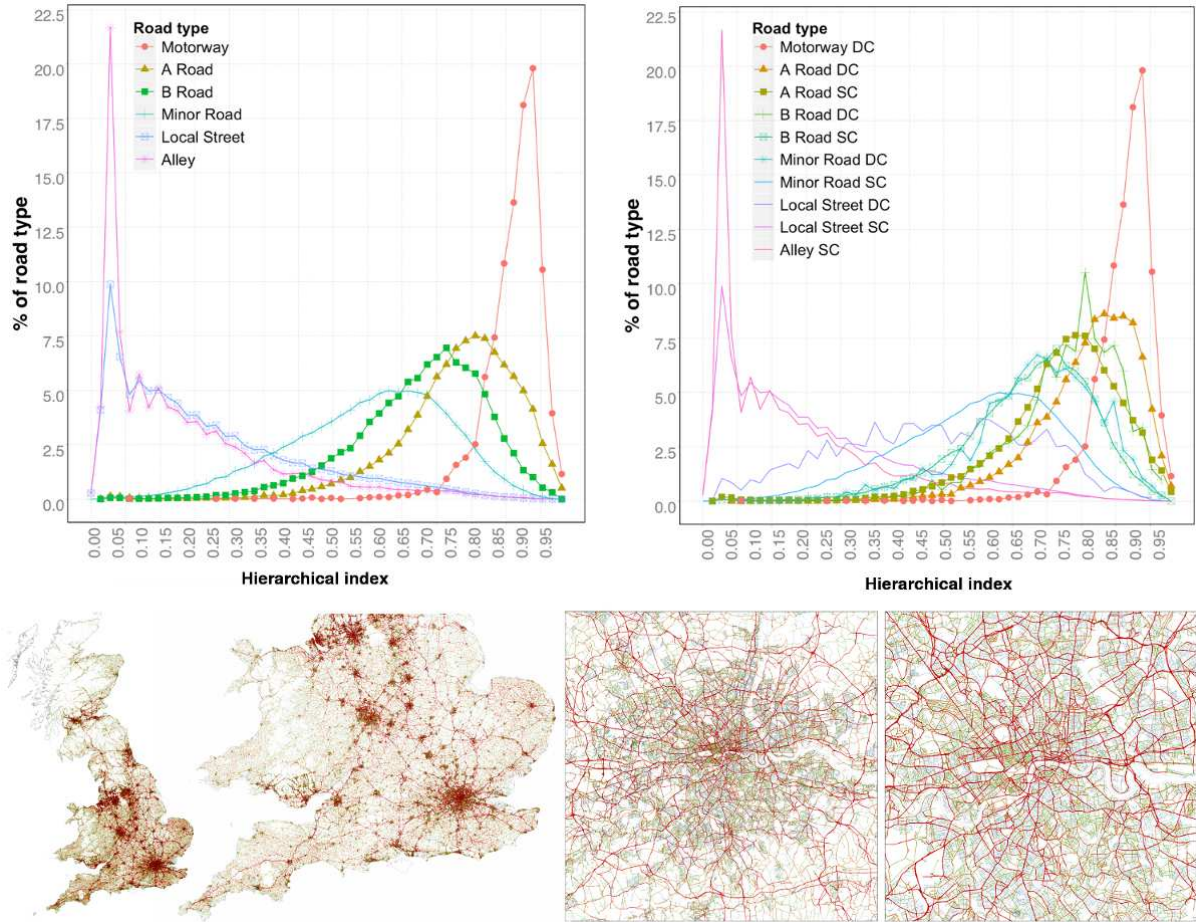 22.5
20.0
17.5
15.0
12.5
10.0
7.5
5.0
2.5
0.0
% of road type
Road type
Motorway
A Road
B Road
Minor Road
Local Street
Alley
0.00
0.05
0.10
0.15
0.20
0.25
0.30
0.35
0.40
0.45
0.50
0.55
0.60
0.65
0.70
0.75
0.80
0.85
0.90
0.95
Hierarchical index
22.5
20.0
17.5
15.0
12.5
10.0
7.5
5.0
2.5
0.0
% of road type
Road type
Motorway DC
A Road DC
A Road SC
B Road DC
B Road SC
Minor Road DC
Minor Road SC
Local Street DC
Local Street SC
Alley SC
0.00
0.05
0.10
0.15
0.20
0.25
0.30
0.35
0.40
0.45
0.50
0.55
0.60
0.65
0.70
0.75
0.80
0.85
0.90
0.95
Hierarchical index